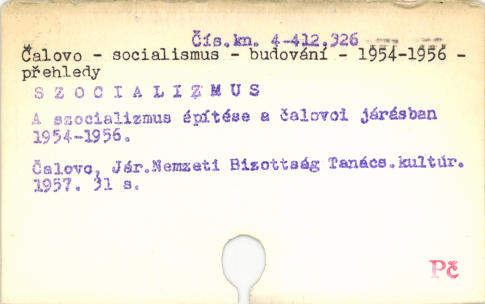 Čís.kn. 4-412,926
Čalovo - socialismus - budování - 1954-1956 -
přehledy
S Z O C I A L I Z M U S
A szocializmus építése a čalovoi járásban
1954-1956.
Čalovo, Jár.Nemzeti Bizottság Tanács.kultúr.
1957. 31 s.
Pč